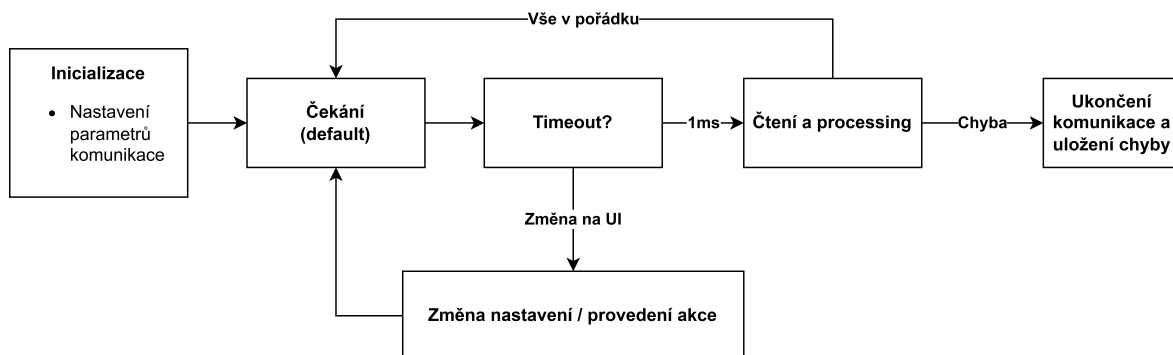 Vše v pořádku
Inicializace
• Nastavení
parametrů
komunikace
Čekání
(default)
Timeout?
1ms
Čtení a processing
Chyba
Ukončení
komunikace a
uložení chyby
Změna na UI
Změna nastavení / provedení akce